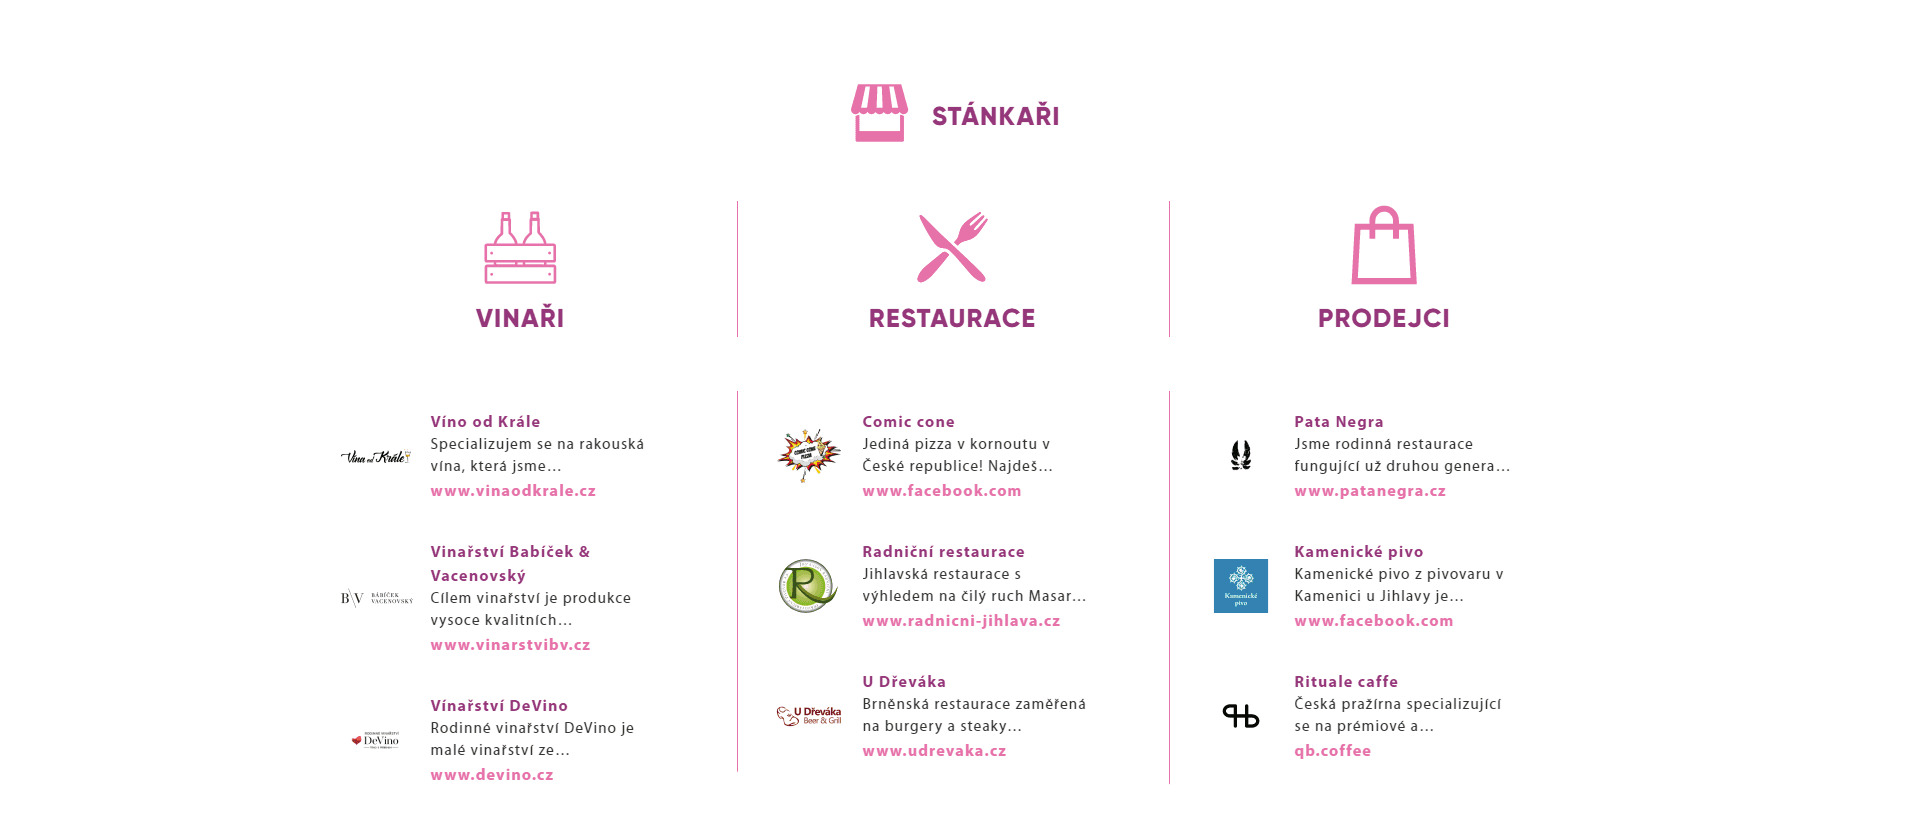 STÁNKAŘI
VINAŘI
RESTAURACE
PRODEJCI
Vína od Krále
Víno od Krále
Specializujem se na rakouská
vína, která jsme…
www.vinaodkrale.cz
B V BABÍČEK
VACENOVSKÝ
Vinařství Babíček &
Vacenovský
Cílem vinařství je produkce
vysoce kvalitních…
www.vinarstvibv.cz
DeVino
Vínařství DeVino
Rodinné vinařství DeVino je
malé vinařství ze…
www.devino.cz
Comic cone
Jediná pizza v kornoutu v
České republice! Najdeš…
www.facebook.com
R
Radniční restaurace
Jihlavská restaurace s
výhledem na čilý ruch Masar…
www.radnicni-jihlava.cz
U Dřeváka
Beer & Grill
U Dřeváka
Brněnská restaurace zaměřená
na burgery a steaky…
www.udrevaka.cz
Pata Negra
Jsme rodinná restaurace
fungující už druhou genera…
www.patanegra.cz
Kamenické
pivo
Kamenické pivo
Kamenické pivo z pivovaru v
Kamenici u Jihlavy je…
www.facebook.com
Rituale caffe
Česká pražírna specializující
se na prémiové a…
qb.coffee